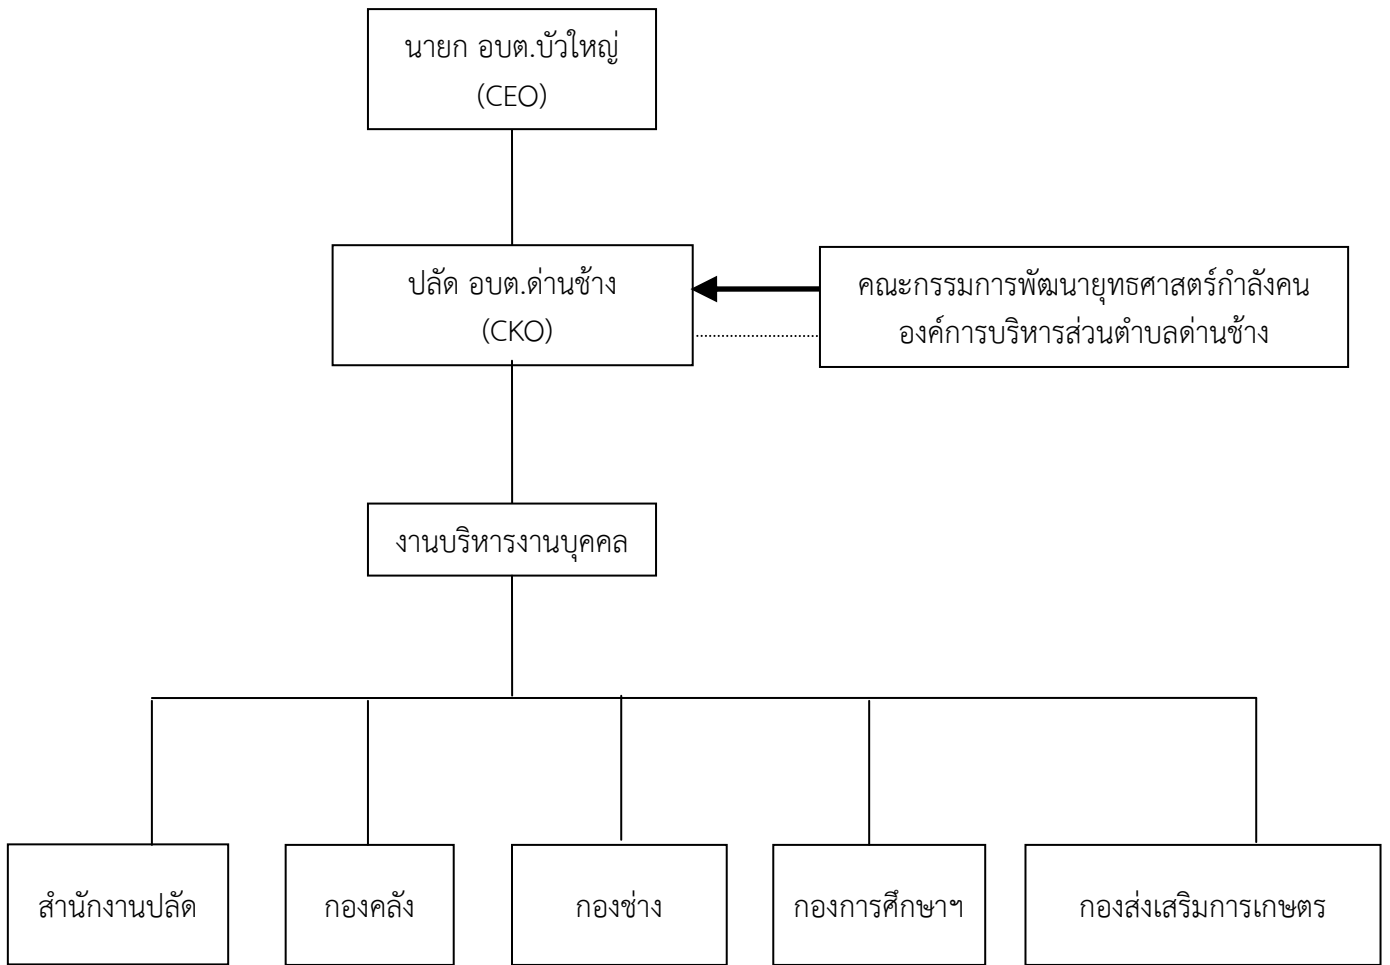 นายก อบต.บัวใหญ่
(CEO)
ปลัด อบต.ด่านช้าง
(CKO)
คณะกรรมการพัฒนายุทธศาสตร์กำลังคน
องค์การบริหารส่วนตำบลด่านช้าง
งานบริหารงานบุคคล
สำนักงานปลัด
กองคลัง
กองช่าง
กองการศึกษาฯ
กองส่งเสริมการเกษตร